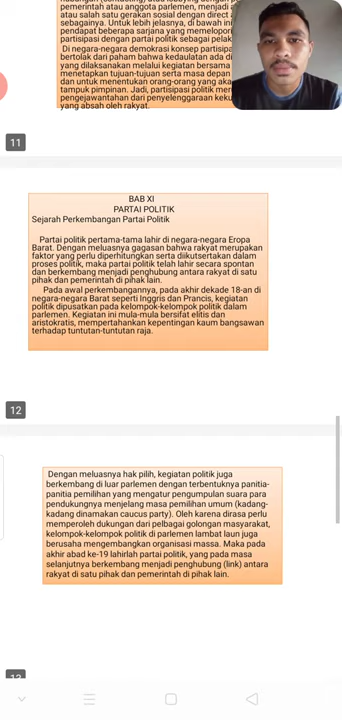 pemerintah atau anggota parlemen, menjadi a
atau salah satu gerakan sosial dengan direct a
sebagainya. Untuk lebih jelasnya, di bawah ini
pendapat beberapa sarjana yang memelopori
partisipasi dengan partai politik sebagai pelak
Di negara-negara demokrasi konsep partisipa
bertolak dari paham bahwa kedaulatan ada di
yang dilaksanakan melalui kegiatan bersama
menetapkan tujuan-tujuan serta masa depan
dan untuk menentukan orang-orang yang aka
tampuk pimpinan. Jadi, partisipasi politik mer
pengejawantahan dari penyelenggaraan keku
yang absah oleh rakyat.
11
BAB XI
PARTAI POLITIK
Sejarah Perkembangan Partai Politik
Partai politik pertama-tama lahir di negara-negara Eropa
Barat. Dengan meluasnya gagasan bahwa rakyat merupakan
faktor yang perlu diperhitungkan serta diikutsertakan dalam
proses politik, maka partai politik telah lahir secara spontan
dan berkembang menjadi penghubung antara rakyat di satu
pihak dan pemerintah di pihak lain.
Pada awal perkembangannya, pada akhir dekade 18-an di
negara-negara Barat seperti Inggris dan Prancis, kegiatan
politik dipusatkan pada kelompok-kelompok politik dalam
parlemen. Kegiatan ini mula-mula bersifat elitis dan
aristokratis, mempertahankan kepentingan kaum bangsawan
terhadap tuntutan-tuntutan raja.
12
Dengan meluasnya hak pilih, kegiatan politik juga
berkembang di luar parlemen dengan terbentuknya panitia-
panitia pemilihan yang mengatur pengumpulan suara para
pendukungnya menjelang masa pemilihan umum (kadang-
kadang dinamakan caucus party). Oleh karena dirasa perlu
memperoleh dukungan dari pelbagai golongan masyarakat,
kelompok-kelompok politik di parlemen lambat laun juga
berusaha mengembangkan organisasi massa. Maka pada
akhir abad ke-19 lahirlah partai politik, yang pada masa
selanjutnya berkembang menjadi penghubung (link) antara
rakyat di satu pihak dan pemerintah di pihak lain.
13